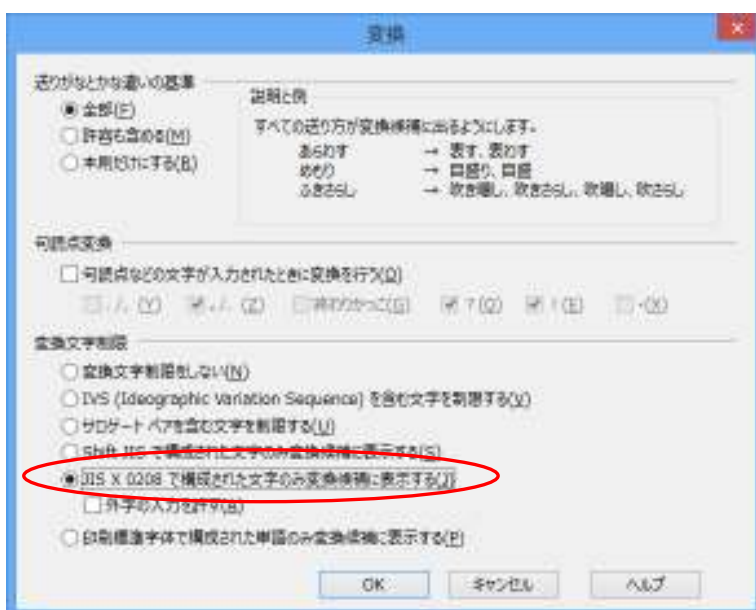 変換
送りがなとかな遣いの基準
全部(F)
許容も含める(M)
本則だけにする(R)
説明と例
すべての送り方が変換候補に出るようにします。
あらわす → 表す、表わす
めもり → 目盛り、目盛
ふきさらし → 吹き曝し、吹きさらし、吹曝し、吹さらし
句読点変換
句読点などの文字が入力されたときに変換を行う(D)
(Y) (Z) 終わりかっこ(G) ?(Q) !(E) ・(X)
変換文字制限
変換文字制限をしない(N)
IVS (Ideographic Variation Sequence) を含む文字を制限する(V)
サロゲート ペアを含む文字を制限する(U)
Shift JIS で構成された文字のみ変換候補に表示する(S)
JIS X 0208 で構成された文字のみ変換候補に表示する(J)
外字の入力を許す(A)
印刷標準字体で構成された単語のみ変換候補に表示する(P)
OK キャンセル ヘルプ